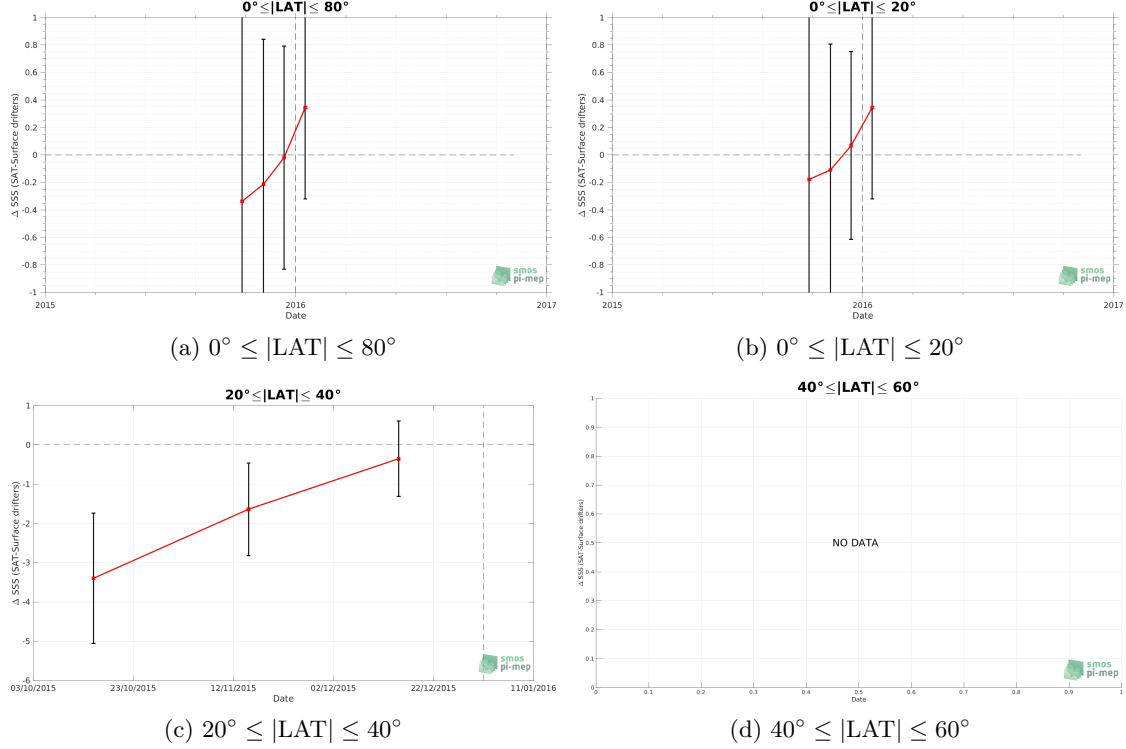 0°≤|LAT|≤ 80°
Δ SSS (SAT-Surface drifters)
1
0.8
0.6
0.4
0.2
0
-0.2
-0.4
-0.6
-0.8
-1
2015
2016
2017
Date
smos
pi-mep
(a) 0° ≤ |LAT| ≤ 80°
0°≤|LAT|≤ 20°
Δ SSS (SAT-Surface drifters)
1
0.8
0.6
0.4
0.2
0
-0.2
-0.4
-0.6
-0.8
-1
2015
2016
2017
Date
smos
pi-mep
(b) 0° ≤ |LAT| ≤ 20°
20°≤|LAT|≤ 40°
Δ SSS (SAT-Surface drifters)
1
0
-1
-2
-3
-4
-5
-6
03/10/2015
23/10/2015
12/11/2015
02/12/2015
22/12/2015
11/01/2016
Date
smos
pi-mep
(c) 20° ≤ |LAT| ≤ 40°
40°≤|LAT|≤ 60°
Δ SSS (SAT-Surface drifters)
1
0.9
0.8
0.7
0.6
0.5
0.4
0.3
0.2
0.1
0
NO DATA
0
0.1
0.2
0.3
0.4
0.5
0.6
0.7
0.8
0.9
1
Date
smos
pi-mep
(d) 40° ≤ |LAT| ≤ 60°